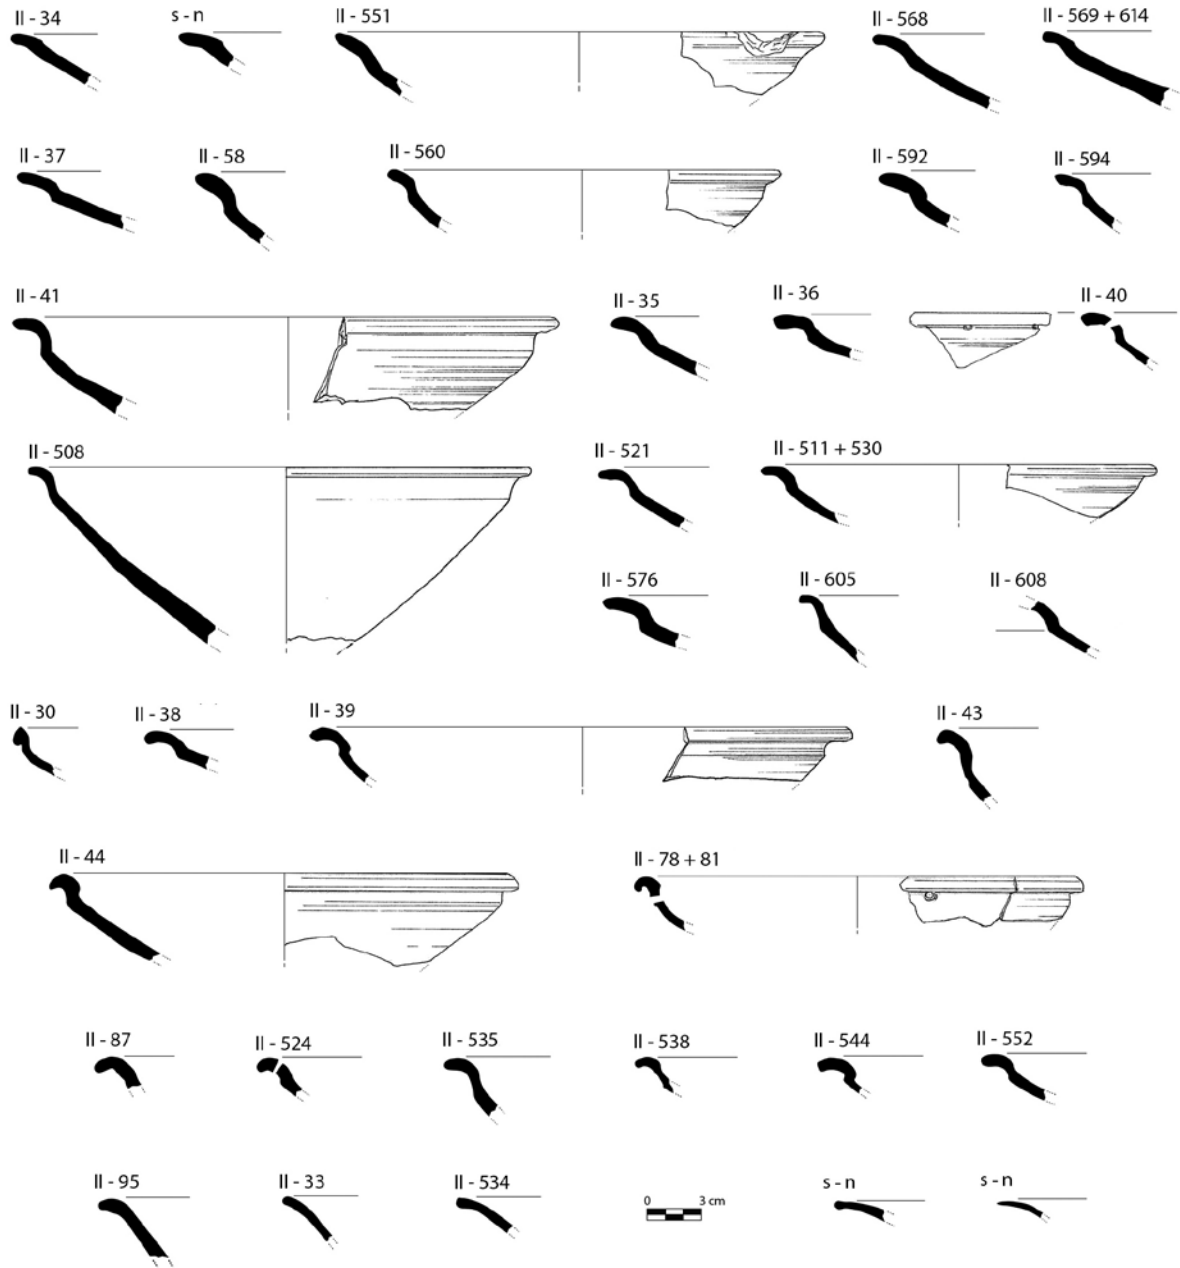 II - 34
s - n
II - 551
II - 568
II - 569 + 614
II - 37
II - 58
II - 560
II - 592
II - 594
II - 41
II - 35
II - 36
II - 40
II - 508
II - 521
II - 511 + 530
II - 576
II - 605
II - 608
II - 30
II - 38
II - 39
II - 43
II - 44
II - 78 + 81
II - 87
II - 524
II - 535
II - 538
II - 544
II - 552
II - 95
II - 33
II - 534
0 3 cm
s - n
s - n